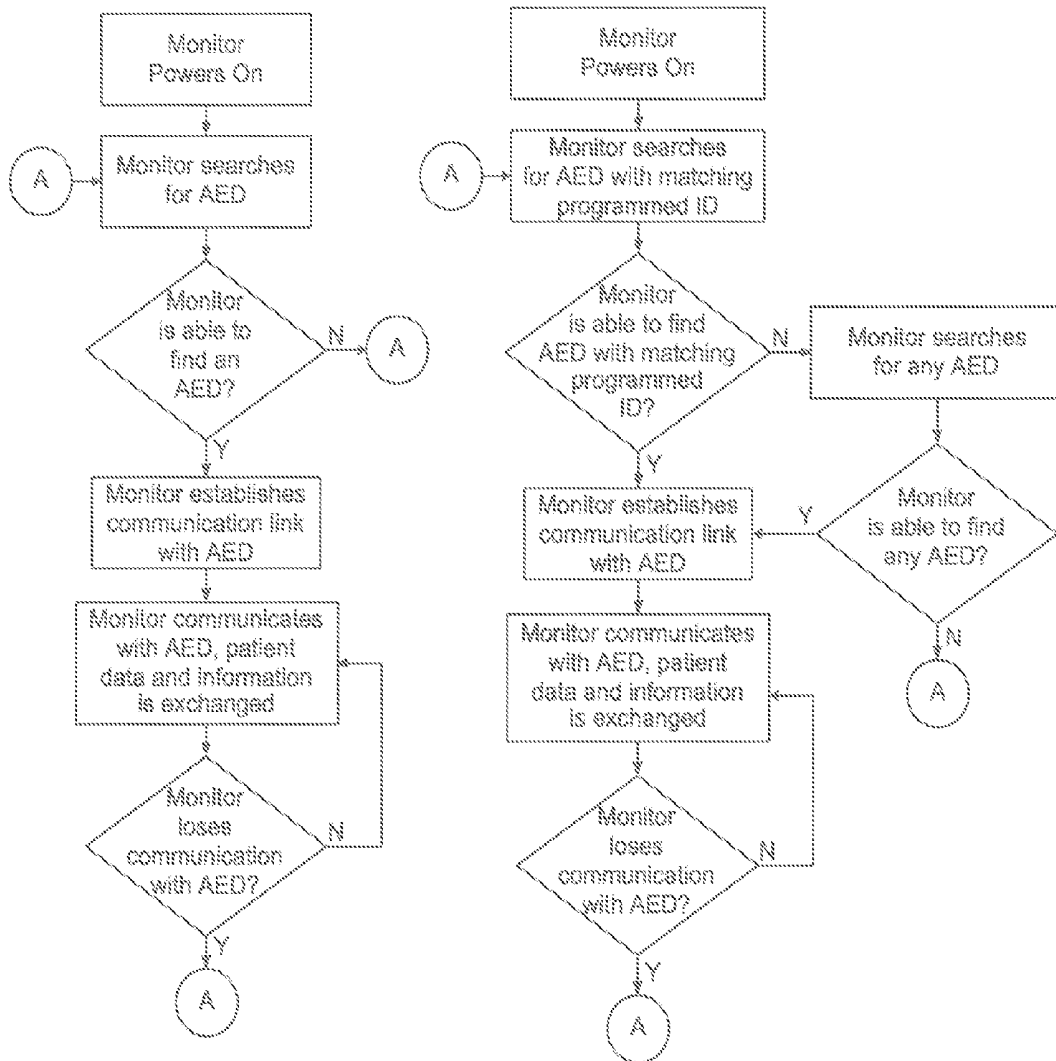 Monitor
Powers On
A
Monitor searches
for AED
Monitor
is able to
find an
AED?
N
A
Y
Monitor establishes
communication link
with AED
Monitor communicates
with AED, patient
data and information
is exchanged
Monitor
loses
communication
with AED?
N
Y
A
Monitor
Powers On
A
Monitor searches
for AED with matching
programmed ID
Monitor
is able to find
AED with matching
programmed
ID?
N
Monitor searches
for any AED
Y
Monitor
is able to find
any AED?
Y
N
A
Monitor establishes
communication link
with AED
Monitor communicates
with AED, patient
data and information
is exchanged
Monitor
loses
communication
with AED?
N
Y
A